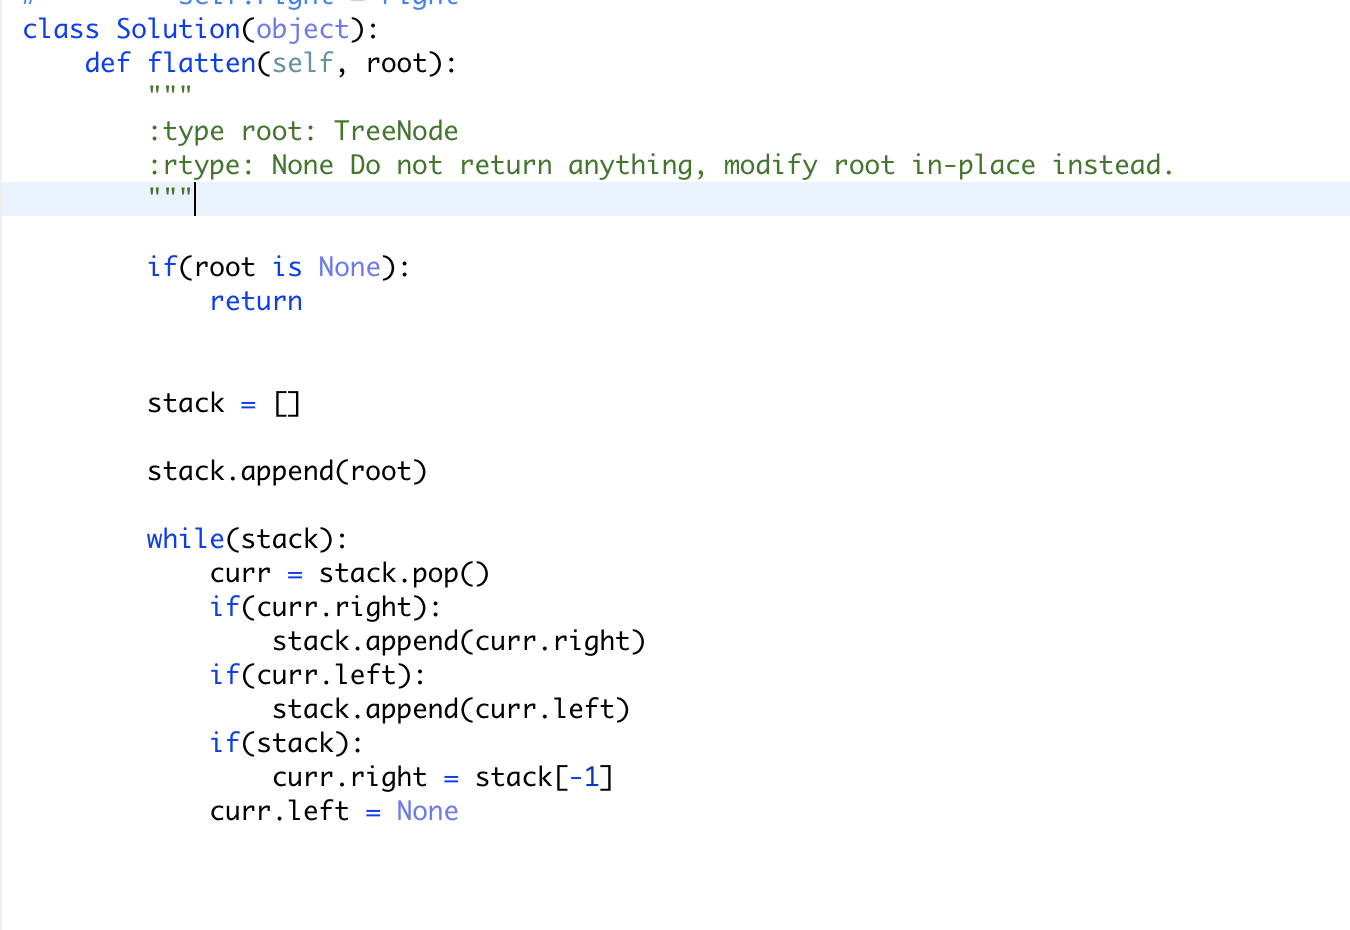 #         self.right = right
class Solution(object):
    def flatten(self, root):
        """
        :type root: TreeNode
        :rtype: None Do not return anything, modify root in-place instead.
        """
        if(root is None):
            return
        stack = []
        stack.append(root)
        while(stack):
            curr = stack.pop()
            if(curr.right):
                stack.append(curr.right)
            if(curr.left):
                stack.append(curr.left)
            if(stack):
                curr.right = stack[-1]
            curr.left = None